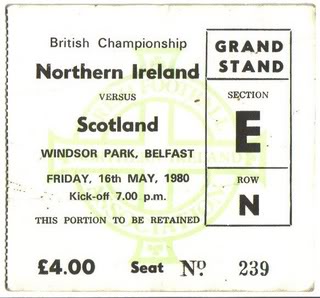 British Championship
Northern Ireland
VERSUS
Scotland
WINDSOR PARK, BELFAST
FRIDAY, 16th MAY, 1980
Kick-off 7.00 p.m.
THIS PORTION TO BE RETAINED
£4.00 Seat Nº 239
GRAND
STAND
SECTION
E
ROW
N